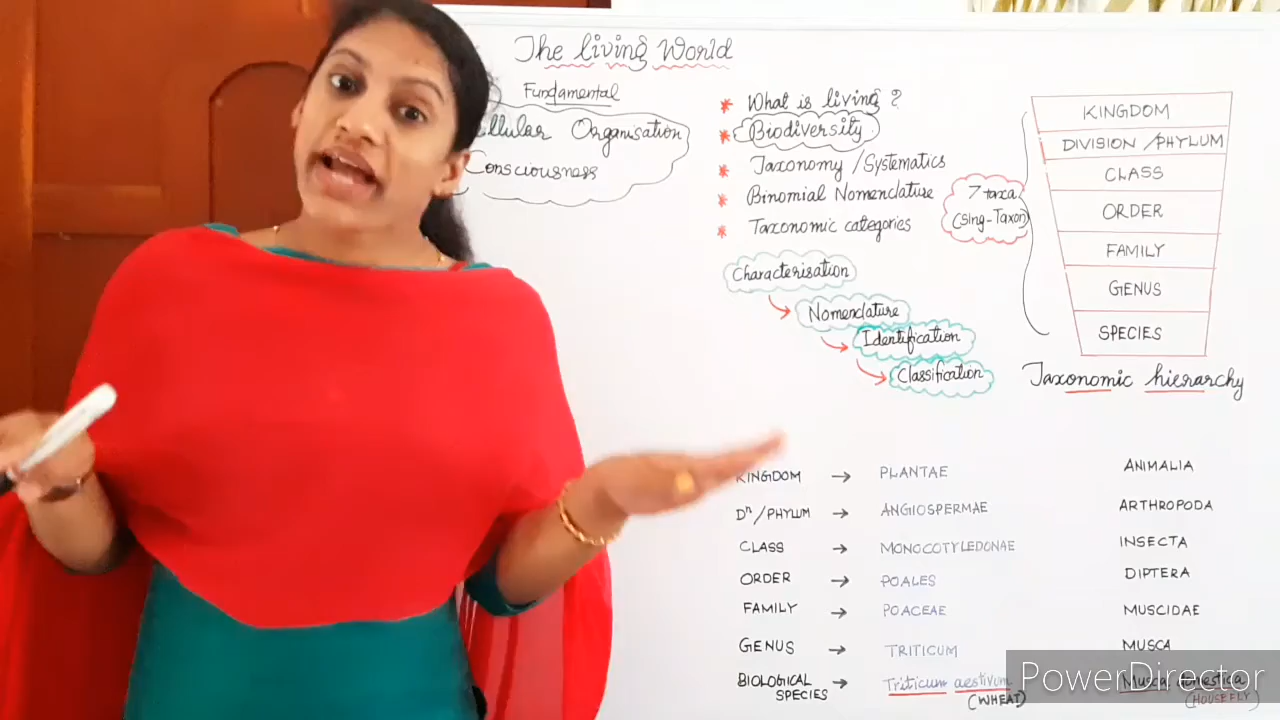 The Living World
Fundamental
Organisation
Consciousness
* What is living ?
* Biodiversity
* Taxonomy / Systematics
* Binomial Nomenclature
* Taxonomic categories
Characterisation
Nomenclature
Identification
Classification
7 taxa
(Sing-Taxon)
KINGDOM
DIVISION / PHYLUM
CLASS
ORDER
FAMILY
GENUS
SPECIES
Taxonomic hierarchy
KINGDOM → PLANTAE ANIMALIA
Dn / PHYLUM → ANGIOSPERMAE ARTHROPODA
CLASS → MONOCOTYLEDONAE INSECTA
ORDER → POALES DIPTERA
FAMILY → POACEAE MUSCIDAE
GENUS → TRITICUM MUSCA
BIOLOGICAL SPECIES → Triticum aestivum Musca domestica
(WHEAT) (HOUSEFLY)
PowerDirector